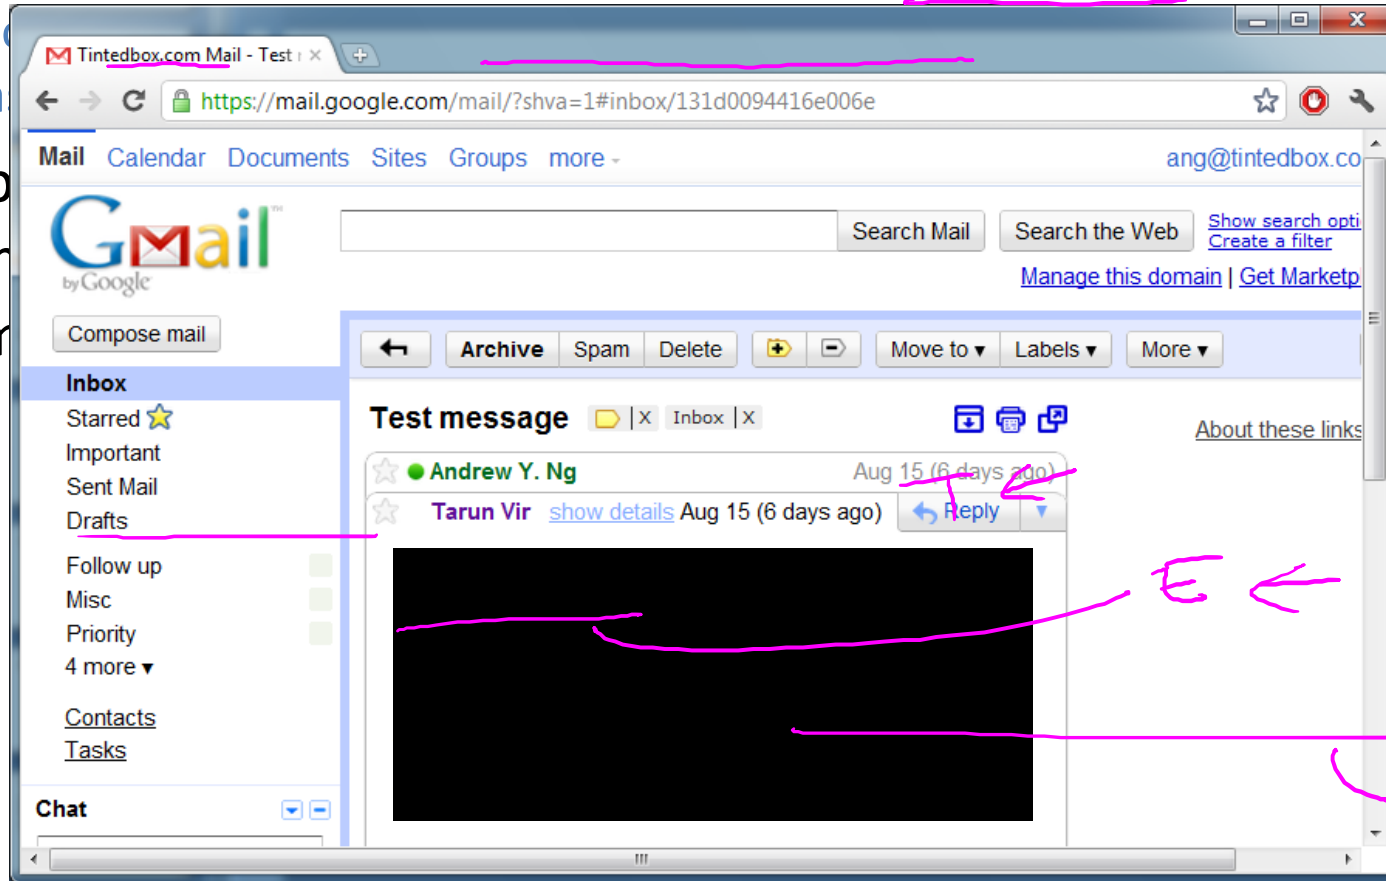 Tintedbox.com Mail - Test
https://mail.google.com/mail/?shva=1#inbox/131d0094416e006e
Mail Calendar Documents Sites Groups more
ang@tintedbox.co
Gmail™
by Google
Search Mail Search the Web
Show search opti
Create a filter
Manage this domain | Get Marketp
Compose mail
Archive Spam Delete Move to ▾ Labels ▾ More ▾
Inbox
Starred
Important
Sent Mail
Drafts
Follow up
Misc
Priority
4 more ▾
Contacts
Tasks
Chat
Test message | X Inbox | X
About these links
Andrew Y. Ng Aug 15 (6 days ago)
Tarun Vir show details Aug 15 (6 days ago) Reply
T ←
E ←